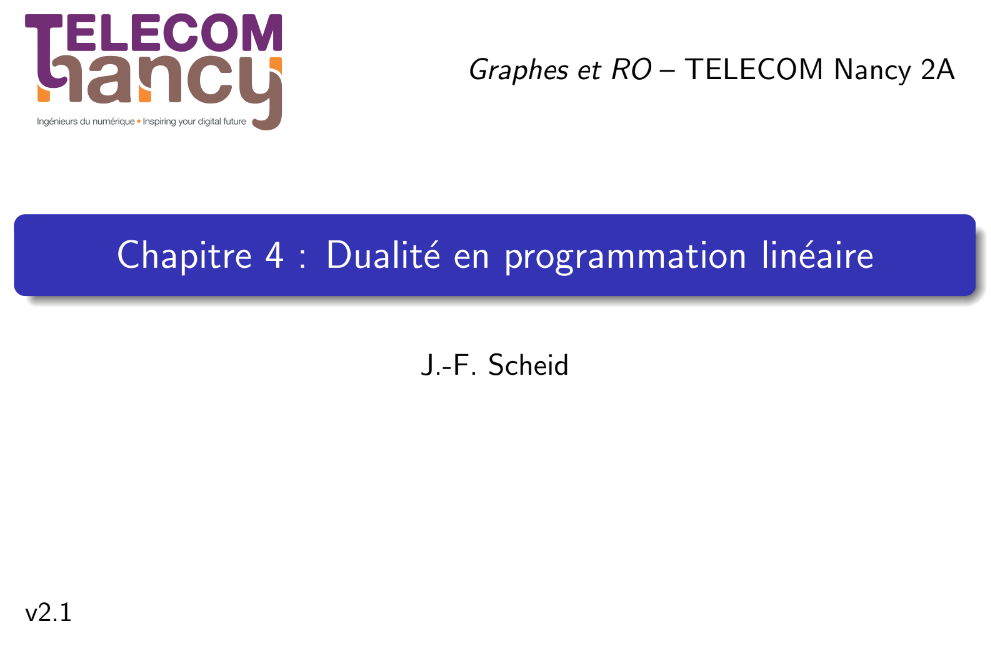 TELECOM
nancy
Ingénieurs du numérique • Inspiring your digital future
Graphes et RO – TELECOM Nancy 2A
Chapitre 4 : Dualité en programmation linéaire
J.-F. Scheid
v2.1